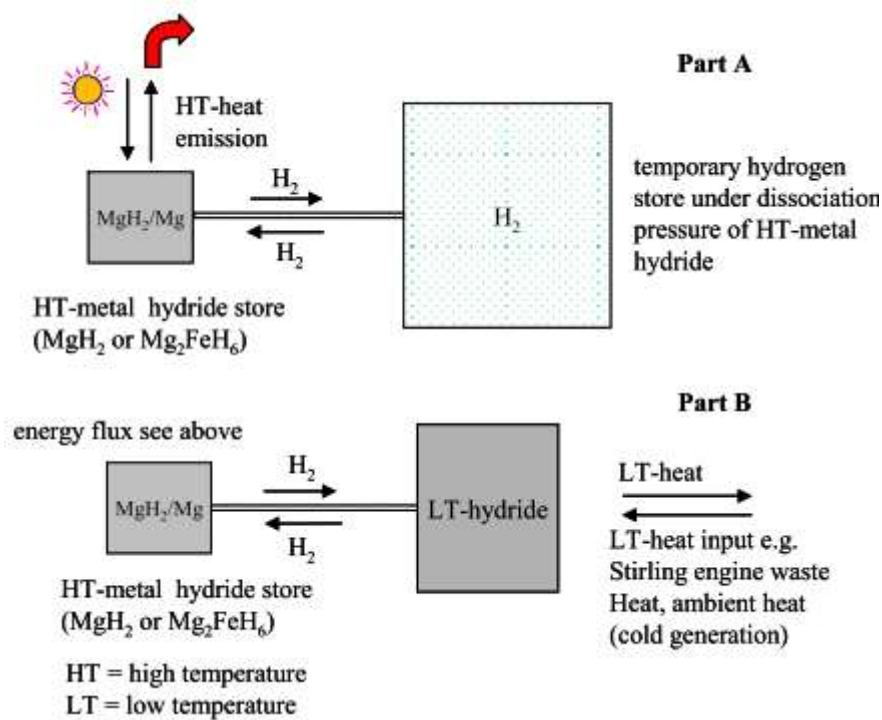 Part A
HT-heat
emission
MgH₂/Mg
H₂
H₂
H₂
temporary hydrogen
store under dissociation
pressure of HT-metal
hydride
HT-metal hydride store
(MgH₂ or Mg₂FeH₆)
Part B
energy flux see above
MgH₂/Mg
H₂
H₂
LT-hydride
LT-heat
LT-heat input e.g.
Stirling engine waste
Heat, ambient heat
(cold generation)
HT-metal hydride store
(MgH₂ or Mg₂FeH₆)
HT = high temperature
LT = low temperature